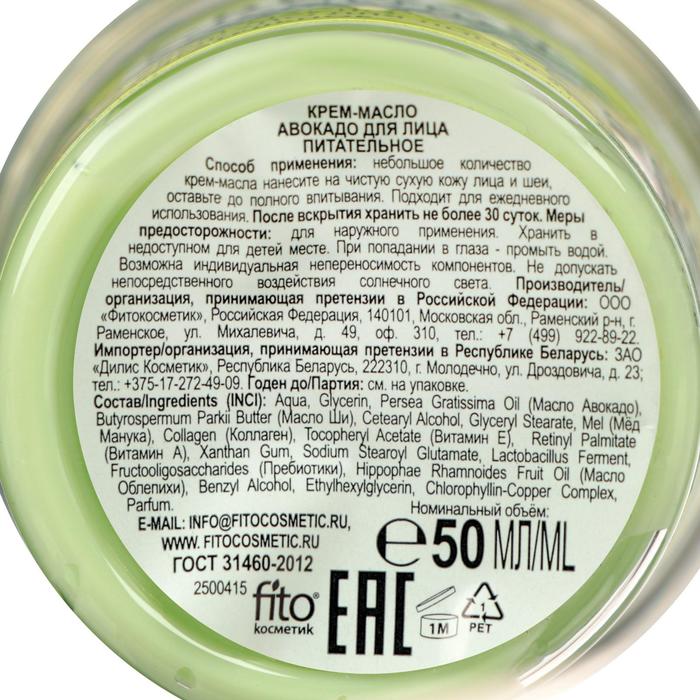 КРЕМ-МАСЛО
АВОКАДО ДЛЯ ЛИЦА
ПИТАТЕЛЬНОЕ
Способ применения: небольшое количество
крем-масла нанесите на чистую сухую кожу лица и шеи,
оставьте до полного впитывания. Подходит для ежедневного
использования. После вскрытия хранить не более 30 суток. Меры
предосторожности: для наружного применения. Хранить в
недоступном для детей месте. При попадании в глаза - промыть водой.
Возможна индивидуальная непереносимость компонентов. Не допускать
непосредственного воздействия солнечного света. Производитель/
организация, принимающая претензии в Российской Федерации: ООО
«Фитокосметик», Российская Федерация, 140101, Московская обл., Раменский р-н, г.
Раменское, ул. Михалевича, д. 49, оф. 310, тел.: +7 (499) 922-89-22.
Импортер/организация, принимающая претензии в Республике Беларусь: ЗАО
«Дилис Косметик», Республика Беларусь, 222310, г. Молодечно, ул. Дроздовича, д. 23;
тел.: +375-17-272-49-09. Годен до/Партия: см. на упаковке.
Состав/Ingredients (INCI): Aqua, Glycerin, Persea Gratissima Oil (Масло Авокадо),
Butyrospermum Parkii Butter (Масло Ши), Cetearyl Alcohol, Glyceryl Stearate, Mel (Мёд
Манука), Collagen (Коллаген), Tocopheryl Acetate (Витамин Е), Retinyl Palmitate
(Витамин А), Xanthan Gum, Sodium Stearoyl Glutamate, Lactobacillus Ferment,
Fructooligosaccharides (Пребиотики), Hippophae Rhamnoides Fruit Oil (Масло
Облепихи), Benzyl Alcohol, Ethylhexylglycerin, Chlorophyllin-Copper Complex,
Parfum.
Номинальный объём:
E-MAIL: INFO@FITOCOSMETIC.RU,
WWW. FITOCOSMETIC.RU
ГОСТ 31460-2012
℮ 50 МЛ/ML
2500415
fito®
косметик
EAC
1M
1
PET